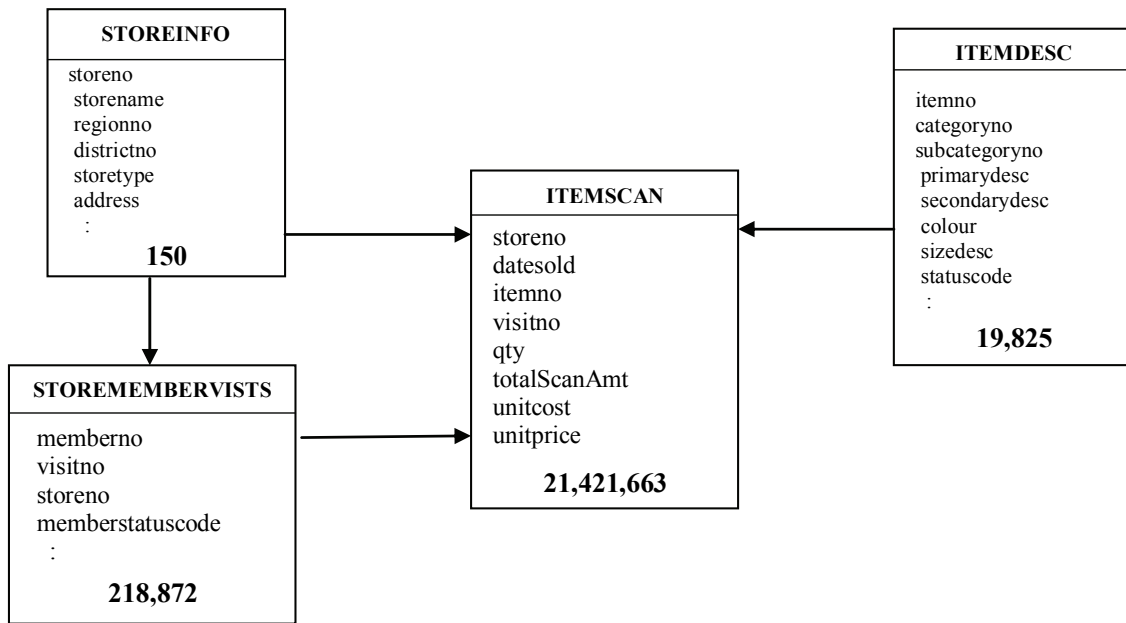 STOREINFO
storeno
storename
regionno
districtno
storetype
address
:
150
STOREMEMBERVISTS
memberno
visitno
storeno
memberstatuscode
:
218,872
ITEMSCAN
storeno
datesold
itemno
visitno
qty
totalScanAmt
unitcost
unitprice
21,421,663
ITEMDESC
itemno
categoryno
subcategoryno
primarydesc
secondarydesc
colour
sizedesc
statuscode
:
19,825